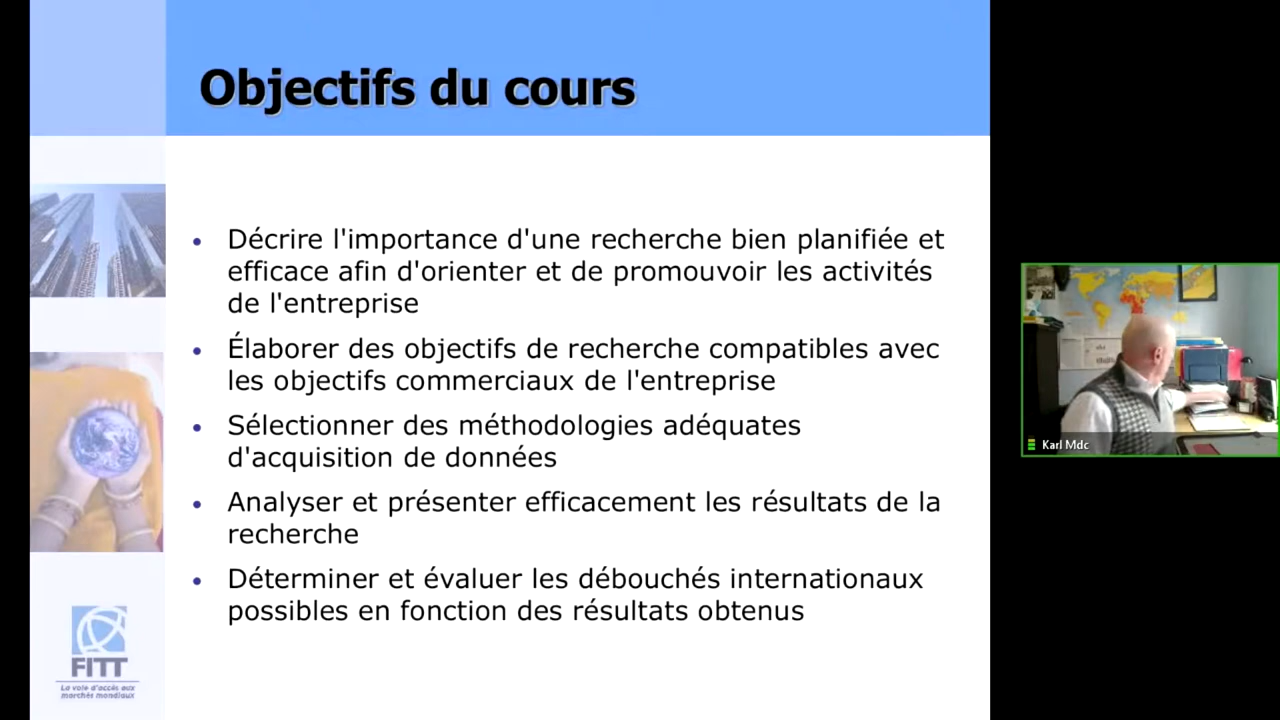 Objectifs du cours
• Décrire l'importance d'une recherche bien planifiée et
efficace afin d'orienter et de promouvoir les activités
de l'entreprise
• Élaborer des objectifs de recherche compatibles avec
les objectifs commerciaux de l'entreprise
• Sélectionner des méthodologies adéquates
d'acquisition de données
• Analyser et présenter efficacement les résultats de la
recherche
• Déterminer et évaluer les débouchés internationaux
possibles en fonction des résultats obtenus
FITT
La voie d'accès aux
marchés mondiaux
Karl Mdc